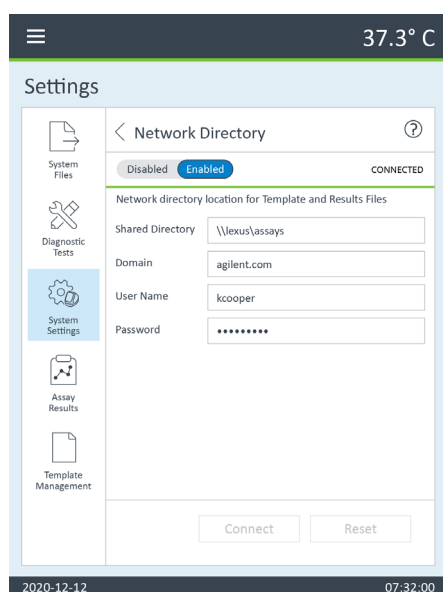 37.3° C
Settings
System
Files
Diagnostic
Tests
System
Settings
Assay
Results
Template
Management
Network Directory
?
Disabled Enabled CONNECTED
Network directory location for Template and Results Files
Shared Directory \\lexus\assays
Domain agilent.com
User Name kcooper
Password •••••••••
Connect Reset
2020-12-12 07:32:00